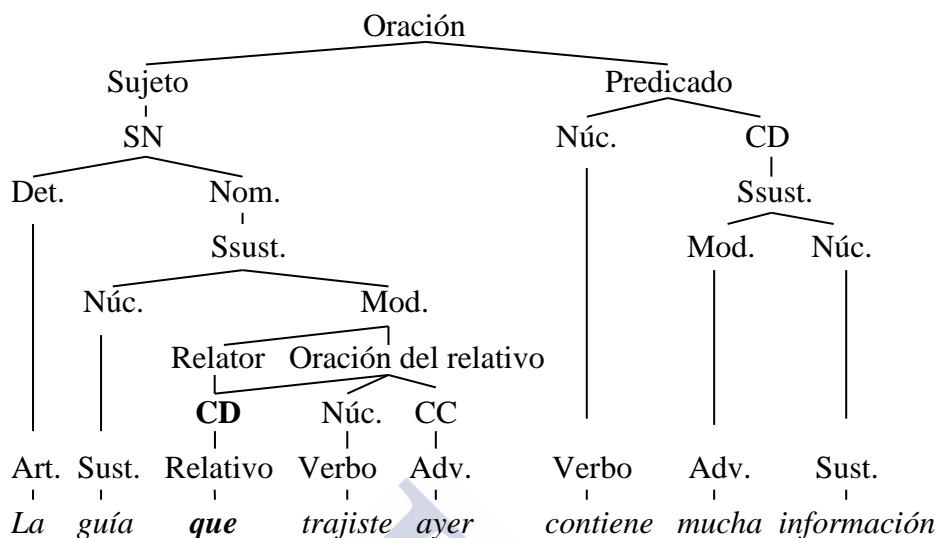 Oración
Sujeto Predicado
SN Núc. CD
Det. Nom. Ssust.
Ssust. Mod. Núc.
Núc. Mod.
Relator Oración del relativo
CD Núc. CC
Art. Sust. Relativo Verbo Adv. Verbo Adv. Sust.
La guía que trajiste ayer contiene mucha información